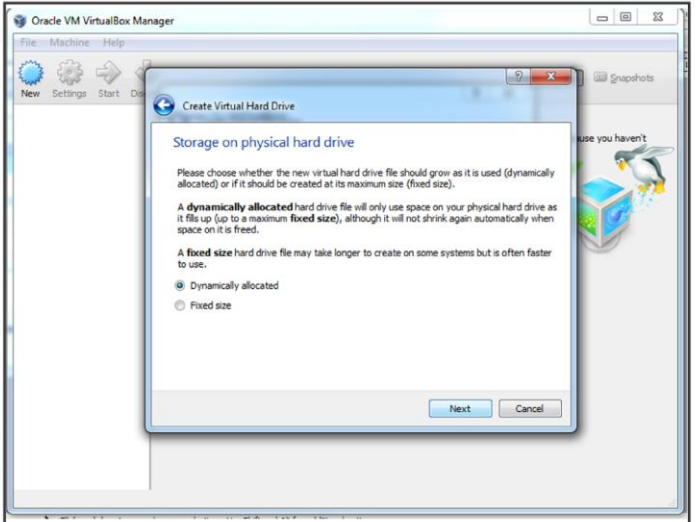 Oracle VM VirtualBox Manager
File Machine Help
New Settings Start
Snapshots
Create Virtual Hard Drive
Storage on physical hard drive
you haven't
Please choose whether the new virtual hard drive file should grow as it is used (dynamically
allocated) or if it should be created at its maximum size (fixed size).
A dynamically allocated hard drive file will only use space on your physical hard drive as
it fills up (up to a maximum fixed size), although it will not shrink again automatically when
space on it is freed.
A fixed size hard drive file may take longer to create on some systems but is often faster
to use.
Dynamically allocated
Fixed size
Next Cancel